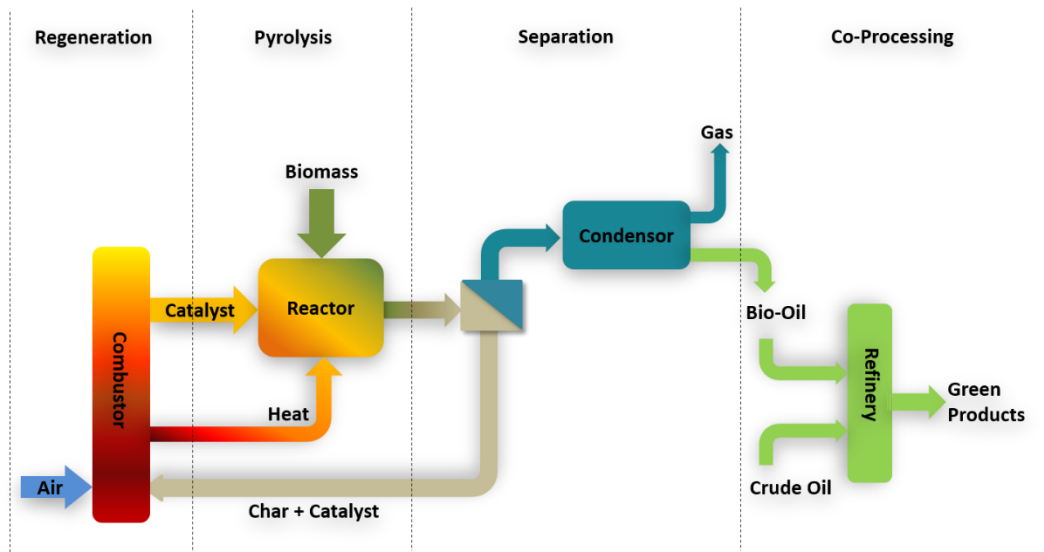 Regeneration
Pyrolysis
Separation
Co-Processing
Gas
Biomass
Condensor
Catalyst
Reactor
Bio-Oil
Combustor
Refinery
Heat
Green
Products
Air
Char + Catalyst
Crude Oil